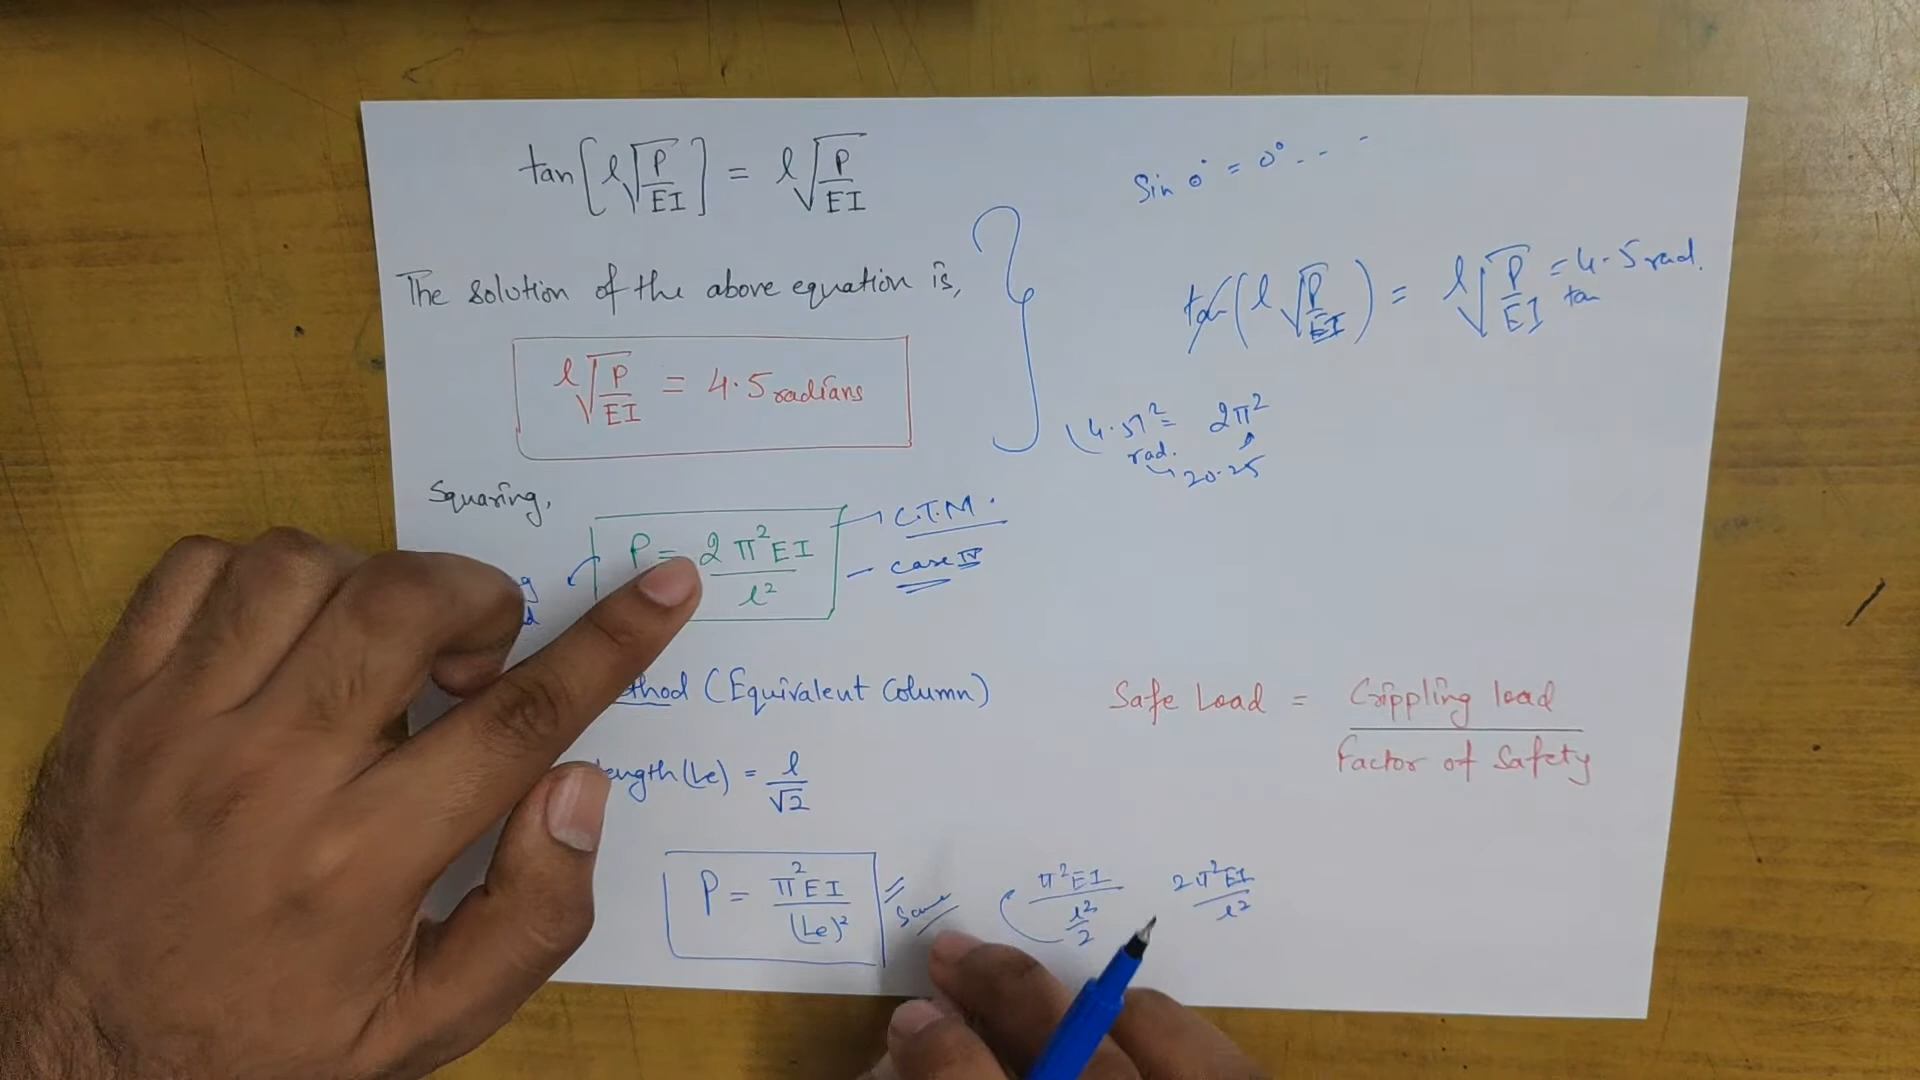 tan[l√(P/EI)] = l√(P/EI)
The solution of the above equation is,
l√(P/EI) = 4.5 radians
Squaring,
P = 2π²EI/l²
C.T.M.
case IV
(Equivalent Column)
length (Le) = l/√2
P = π²EI/(Le)²
Same
π²EI/(l²/2)
2π²EI/l²
Sin 0° = 0° - - -
tan(l√(P/EI)) = l√(P/EI) = 4.5 rad.
tan
(4.5)² = 2π²
rad.
20.25
Safe Load = Crippling load / Factor of Safety